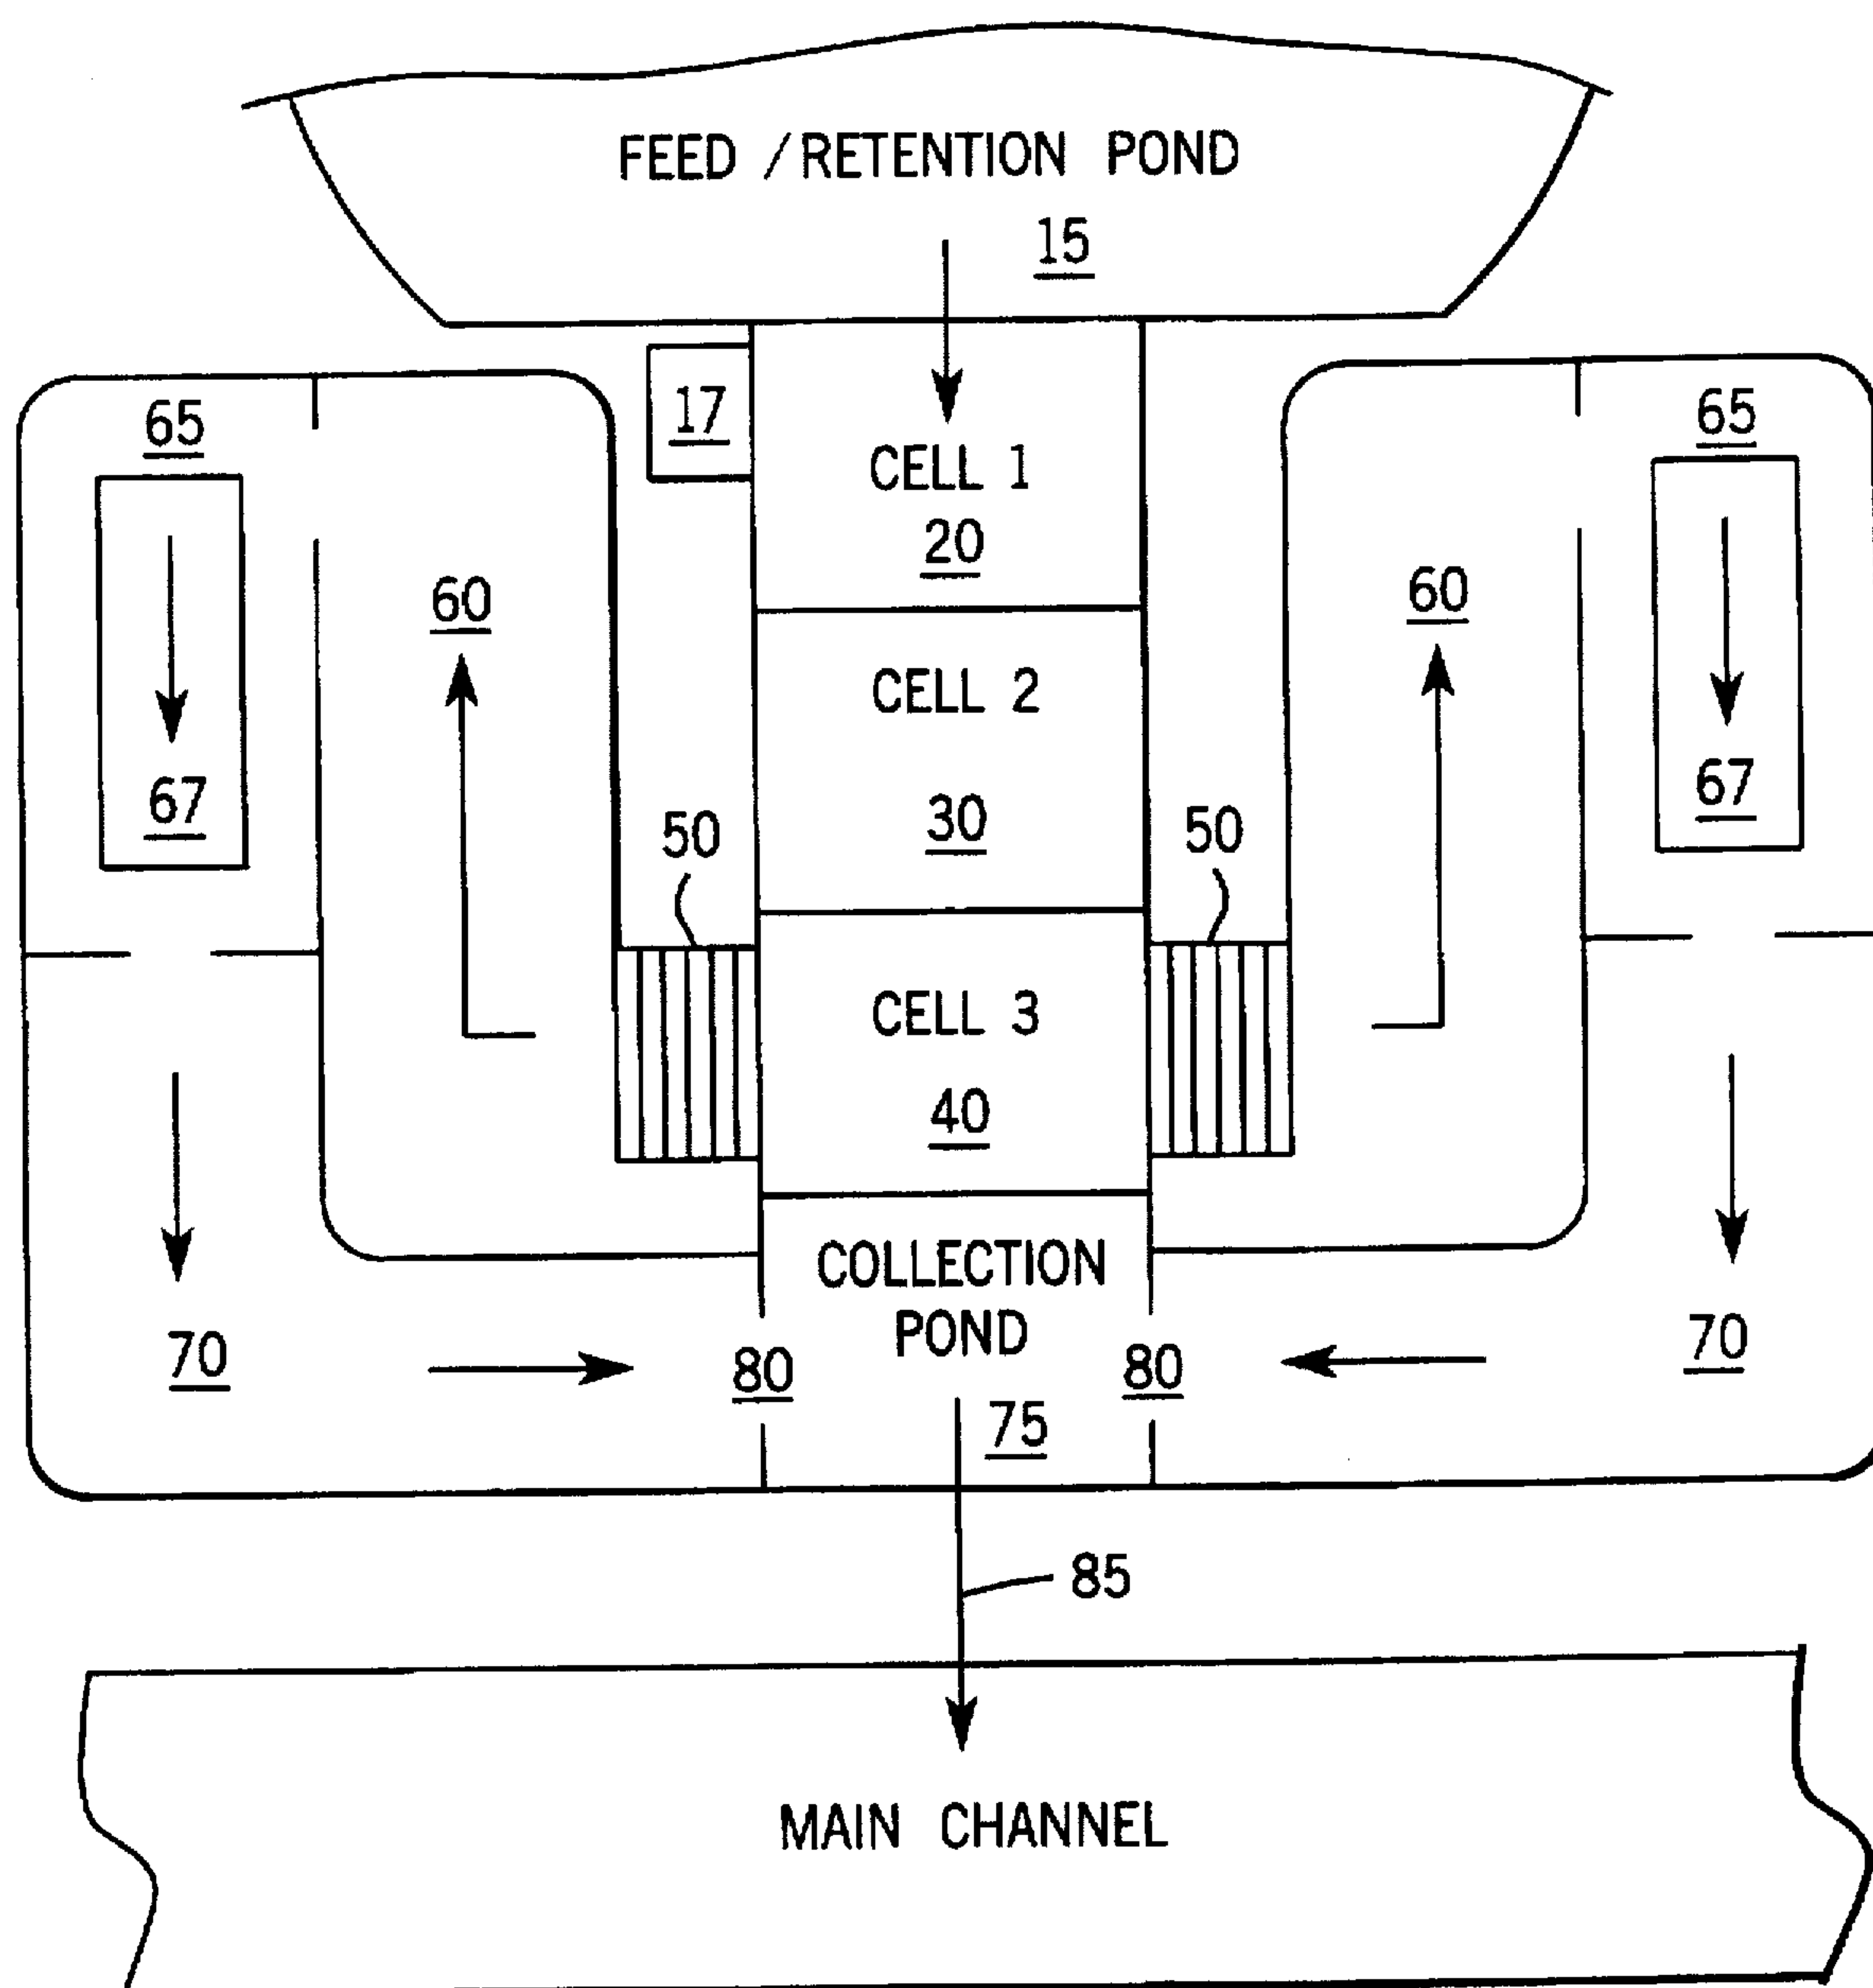 FEED /RETENTION POND
15
17
CELL 1
20
65
65
60
60
CELL 2
30
67
67
50
50
CELL 3
40
COLLECTION
POND
70
80
80
70
75
85
MAIN CHANNEL